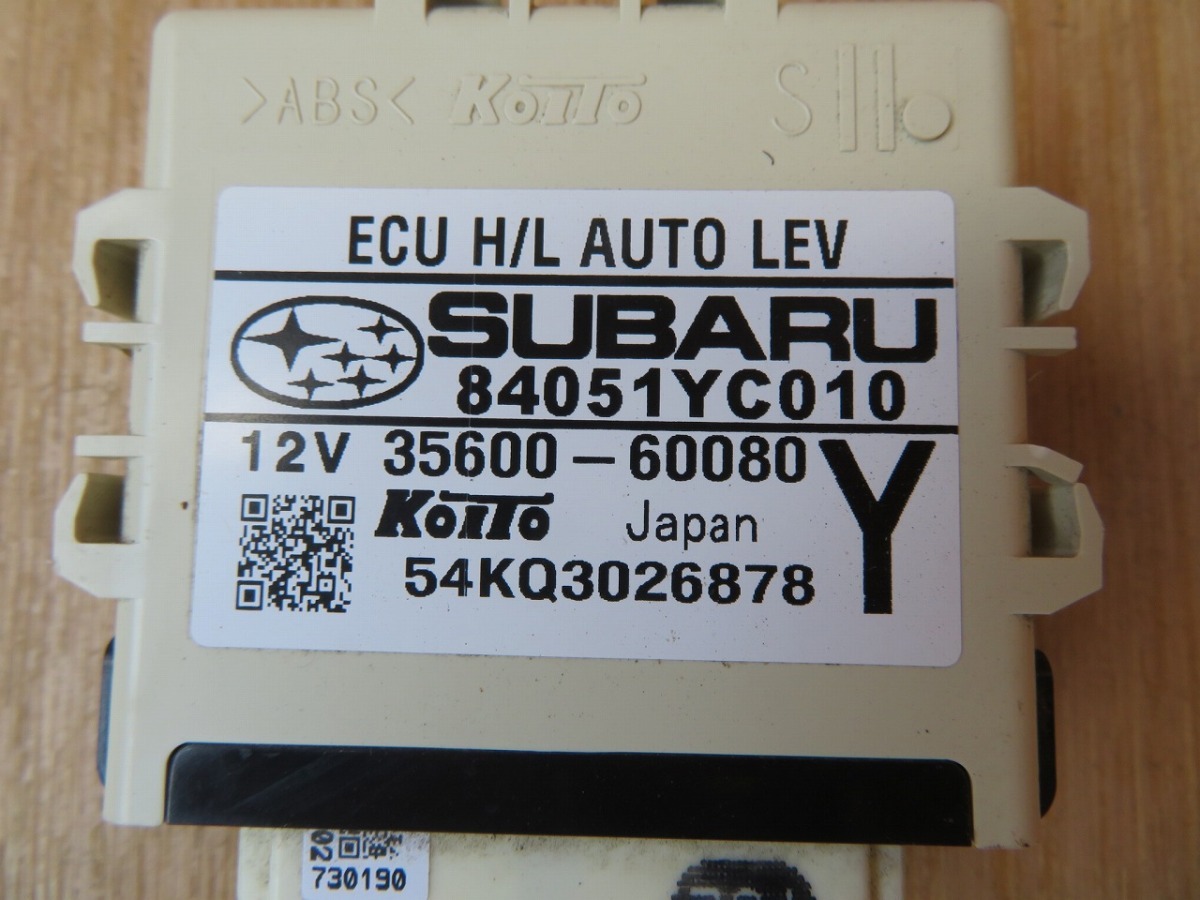 >ABS< KOITO S
ECU H/L AUTO LEV
SUBARU
84051YC010
12V 35600-60080 Y
KOITO Japan
54KQ3026878
02
730190